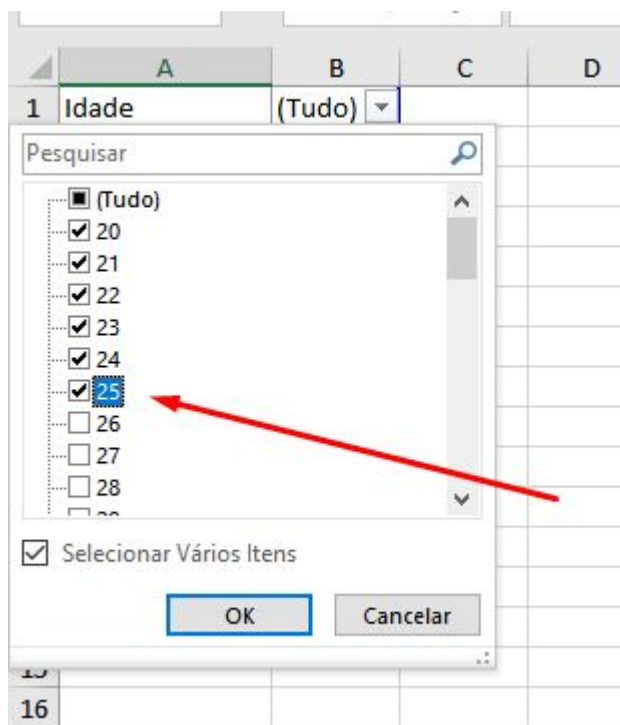 A B C D
1 Idade (Tudo)
Pesquisar
(Tudo)
20
21
22
23
24
25
26
27
28
Selecionar Vários Itens
OK Cancelar
16